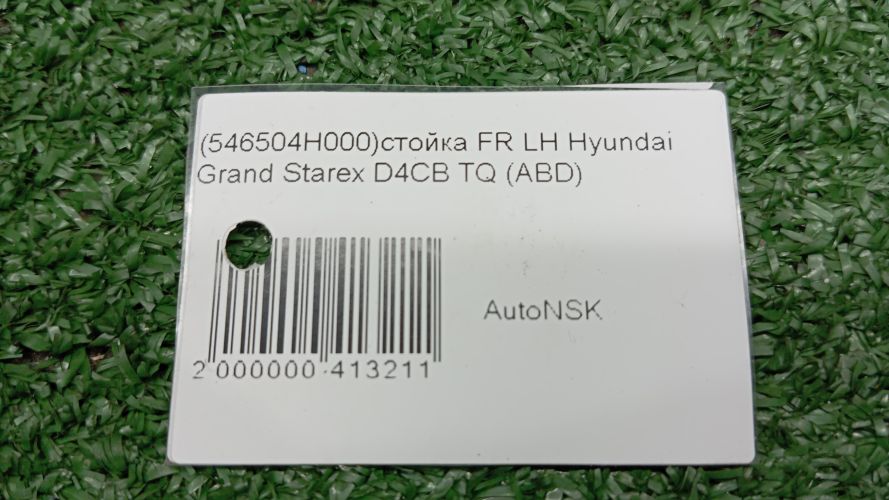 (546504H000)стойка FR LH Hyundai
Grand Starex D4CB TQ (ABD)
AutoNSK
2 000000 413211